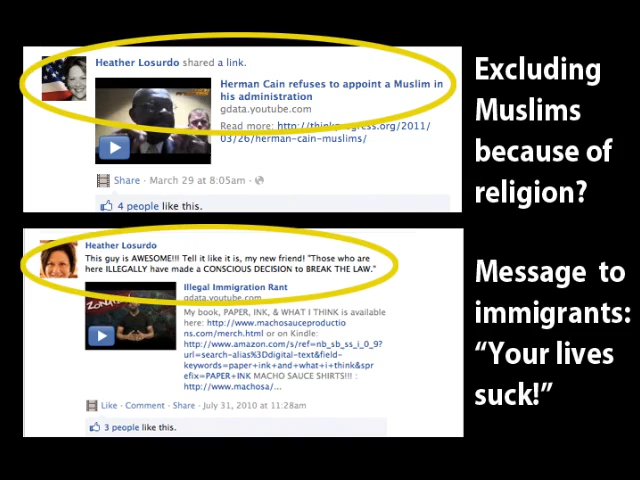 Heather Losurdo shared a link.
Herman Cain refuses to appoint a Muslim in
his administration
gdata.youtube.com
Read more: http://thinkprogress.org/2011/
03/26/herman-cain-muslims/
Share · March 29 at 8:05am ·
4 people like this.
Excluding
Muslims
because of
religion?
Heather Losurdo
This guy is AWESOME!!! Tell it like it is, my new friend! "Those who are
here ILLEGALLY have made a CONSCIOUS DECISION to BREAK THE LAW."
Illegal Immigration Rant
gdata.youtube.com
My book, PAPER, INK, & WHAT I THINK is available
here: http://www.machosauceproductio
ns.com/merch.html or on Kindle:
http://www.amazon.com/s/ref=nb_sb_ss_i_0_9?
url=search-alias%3Ddigital-text&field-
keywords=paper+ink+and+what+i+think&spr
efix=PAPER+INK MACHO SAUCE SHIRTS!!! :
http://www.machosa/...
Like · Comment · Share · July 31, 2010 at 11:28am
3 people like this.
Message to
immigrants:
“Your lives
suck!”